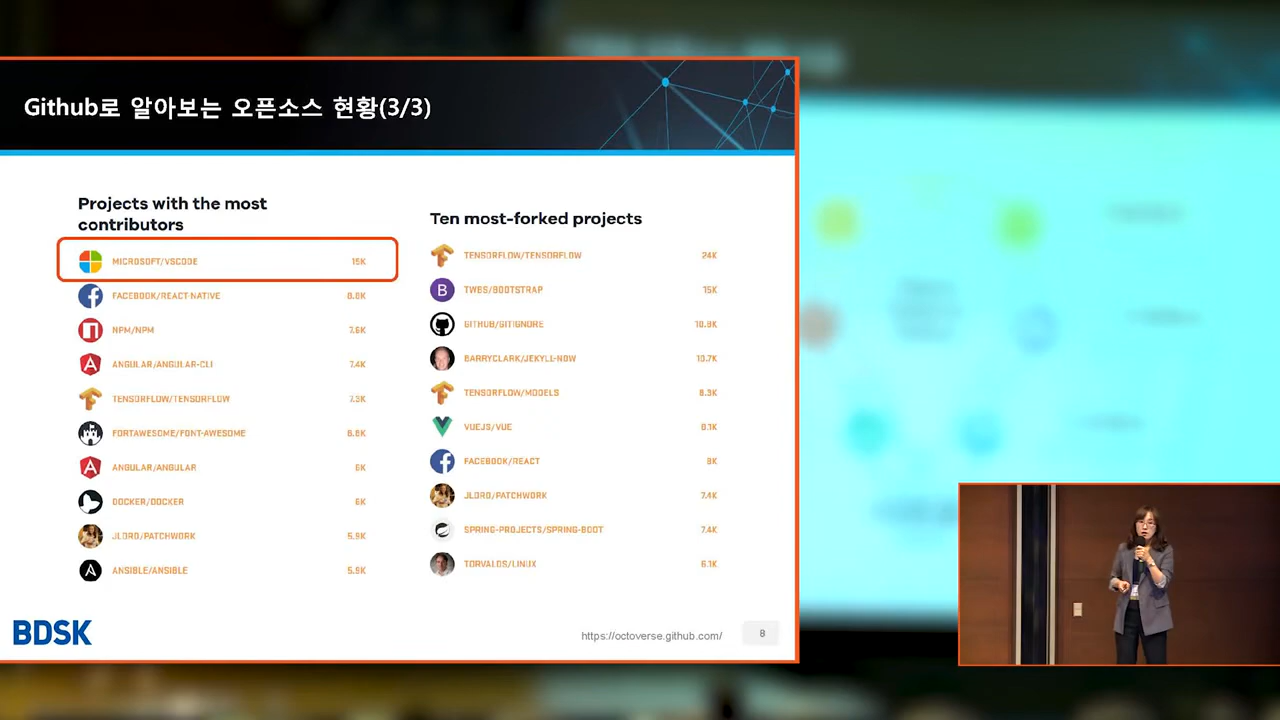 Github로 알아보는 오픈소스 현황(3/3)
Projects with the most
contributors
MICROSOFT/VSCODE 15K
FACEBOOK/REACT-NATIVE 8.8K
NPM/NPM 7.6K
ANGULAR/ANGULAR-CLI 7.4K
TENSORFLOW/TENSORFLOW 7.3K
FORTAWESOME/FONT-AWESOME 6.8K
ANGULAR/ANGULAR 6K
DOCKER/DOCKER 6K
JLORD/PATCHWORK 5.9K
ANSIBLE/ANSIBLE 5.9K
Ten most-forked projects
TENSORFLOW/TENSORFLOW 24K
TWBS/BOOTSTRAP 15K
B
GITHUB/GITIGNORE 10.9K
BARRYCLARK/JEKYLL-NOW 10.7K
TENSORFLOW/MODELS 8.9K
VUEJS/VUE 8.1K
FACEBOOK/REACT 8K
JLORD/PATCHWORK 7.4K
SPRING-PROJECTS/SPRING-BOOT 7.4K
TORVALDS/LINUX 6.1K
BDSK
https://octoverse.github.com/
8